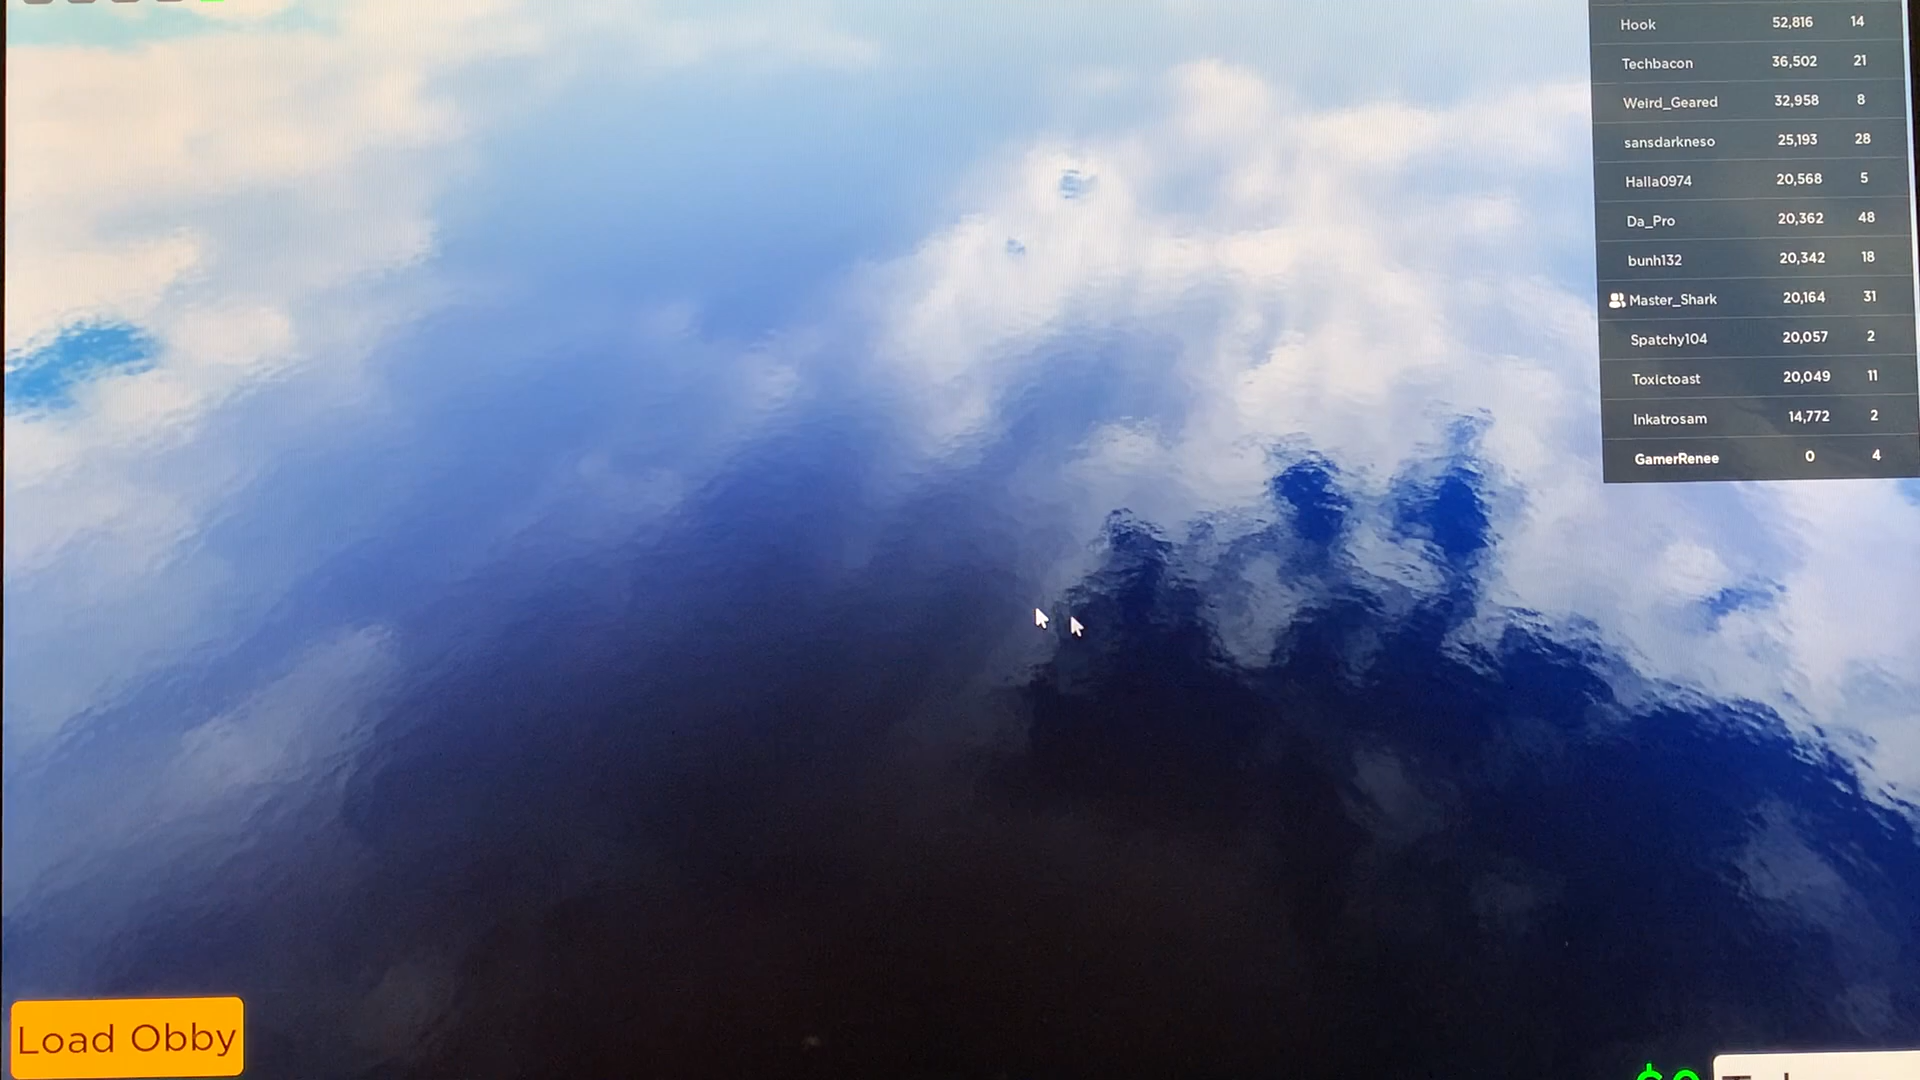 Hook 52,816 14
Techbacon 36,502 21
Weird_Geared 32,958 8
sansdarkneso 25,193 28
Halla0974 20,568 5
Da_Pro 20,362 48
bunh132 20,342 18
Master_Shark 20,164 31
Spatchy104 20,057 2
Toxictoast 20,049 11
Inkatrosam 14,772 2
GamerRenee 0 4
Load Obby
$0